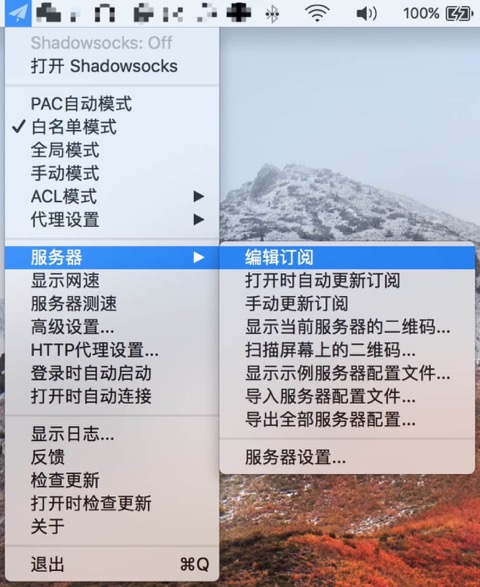 100%
Shadowsocks: Off
打开 Shadowsocks
PAC自动模式
白名单模式
全局模式
手动模式
ACL模式
代理设置
服务器
显示网速
服务器测速
高级设置...
HTTP代理设置...
登录时自动启动
打开时自动连接
显示日志...
反馈
检查更新
打开时检查更新
关于
退出 ⌘Q
编辑订阅
打开时自动更新订阅
手动更新订阅
显示当前服务器的二维码...
扫描屏幕上的二维码...
显示示例服务器配置文件...
导入服务器配置文件...
导出全部服务器配置...
服务器设置...